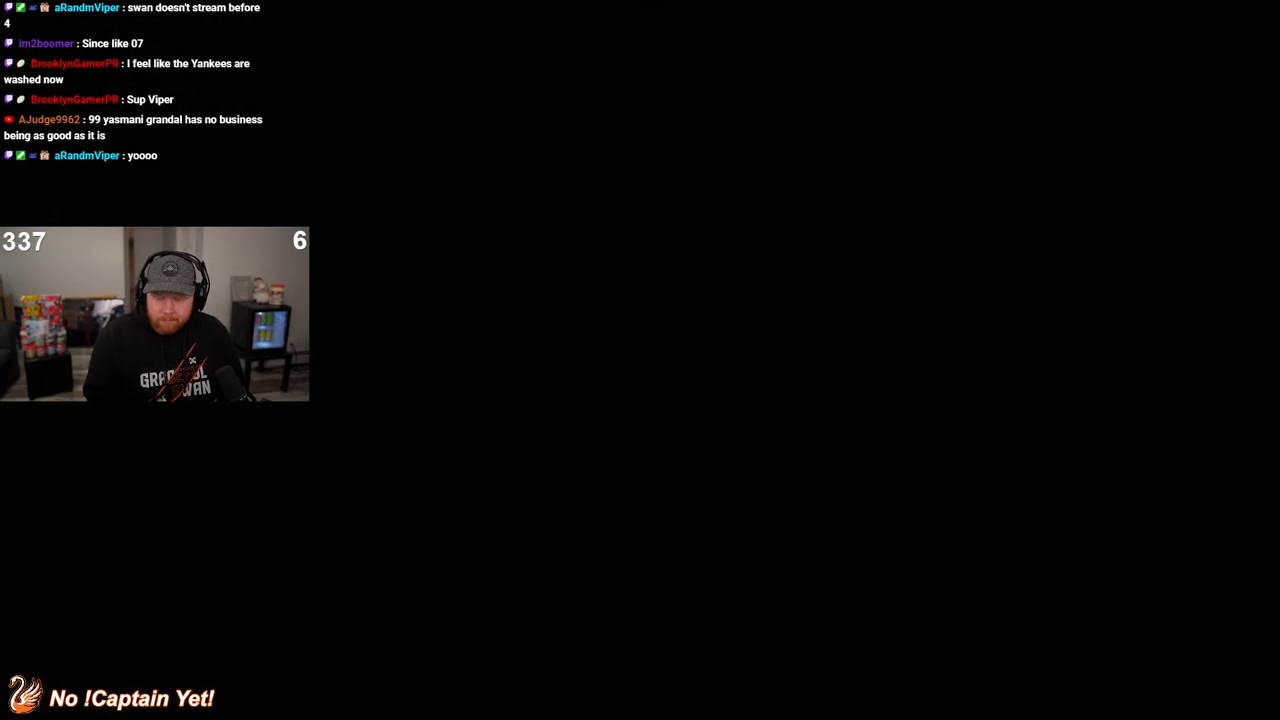 aRandmViper : swan doesn't stream before
4
im2boomer : Since like 07
BrooklynGamerPR : I feel like the Yankees are
washed now
BrooklynGamerPR : Sup Viper
AJudge9962 : 99 yasmani grandal has no business
being as good as it is
aRandmViper : yoooo
337
6
No !Captain Yet!